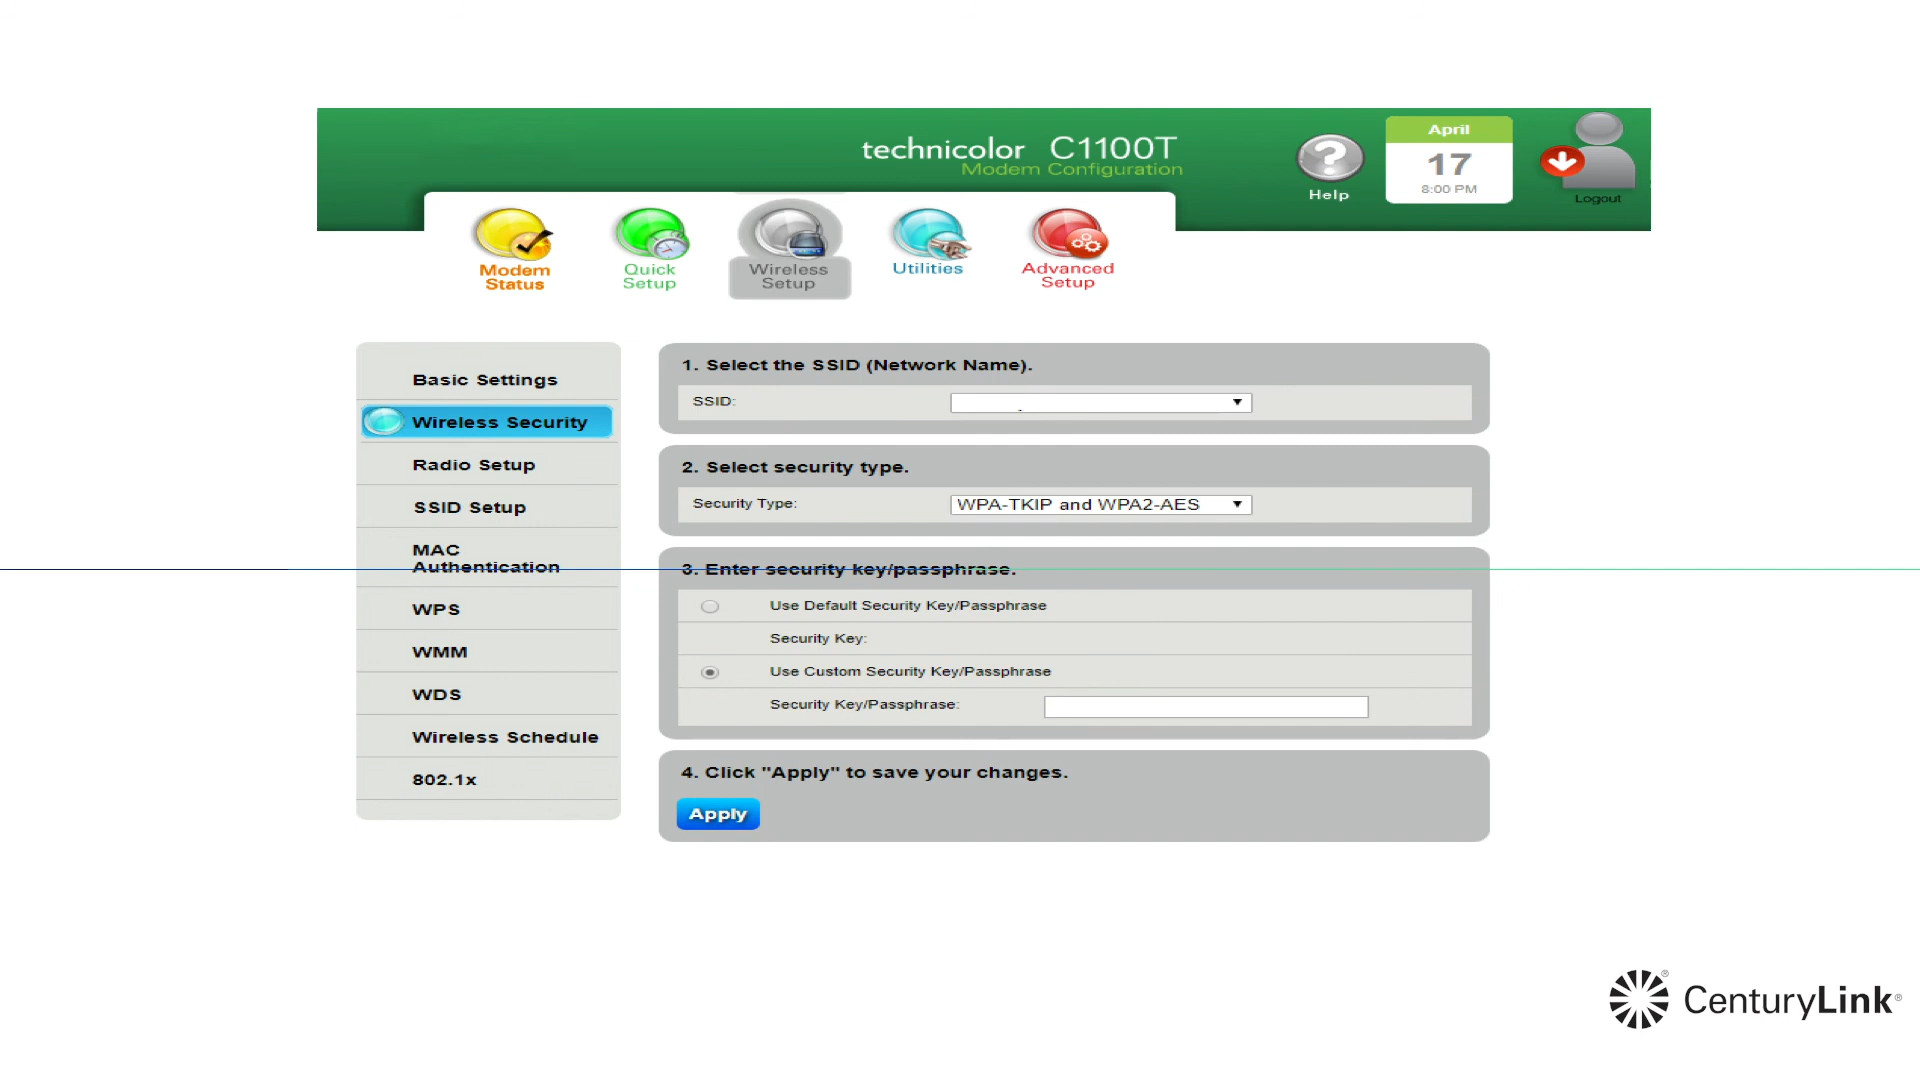 technicolor C1100T
Modem Configuration
Help
April
17
8:00 PM
Logout
Modem
Status
Quick
Setup
Wireless
Setup
Utilities
Advanced
Setup
Basic Settings
Wireless Security
Radio Setup
SSID Setup
MAC
Authentication
WPS
WMM
WDS
Wireless Schedule
802.1x
1. Select the SSID (Network Name).
SSID:
2. Select security type.
Security Type: WPA-TKIP and WPA2-AES
3. Enter security key/passphrase.
Use Default Security Key/Passphrase
Security Key:
Use Custom Security Key/Passphrase
Security Key/Passphrase:
4. Click "Apply" to save your changes.
Apply
CenturyLink®